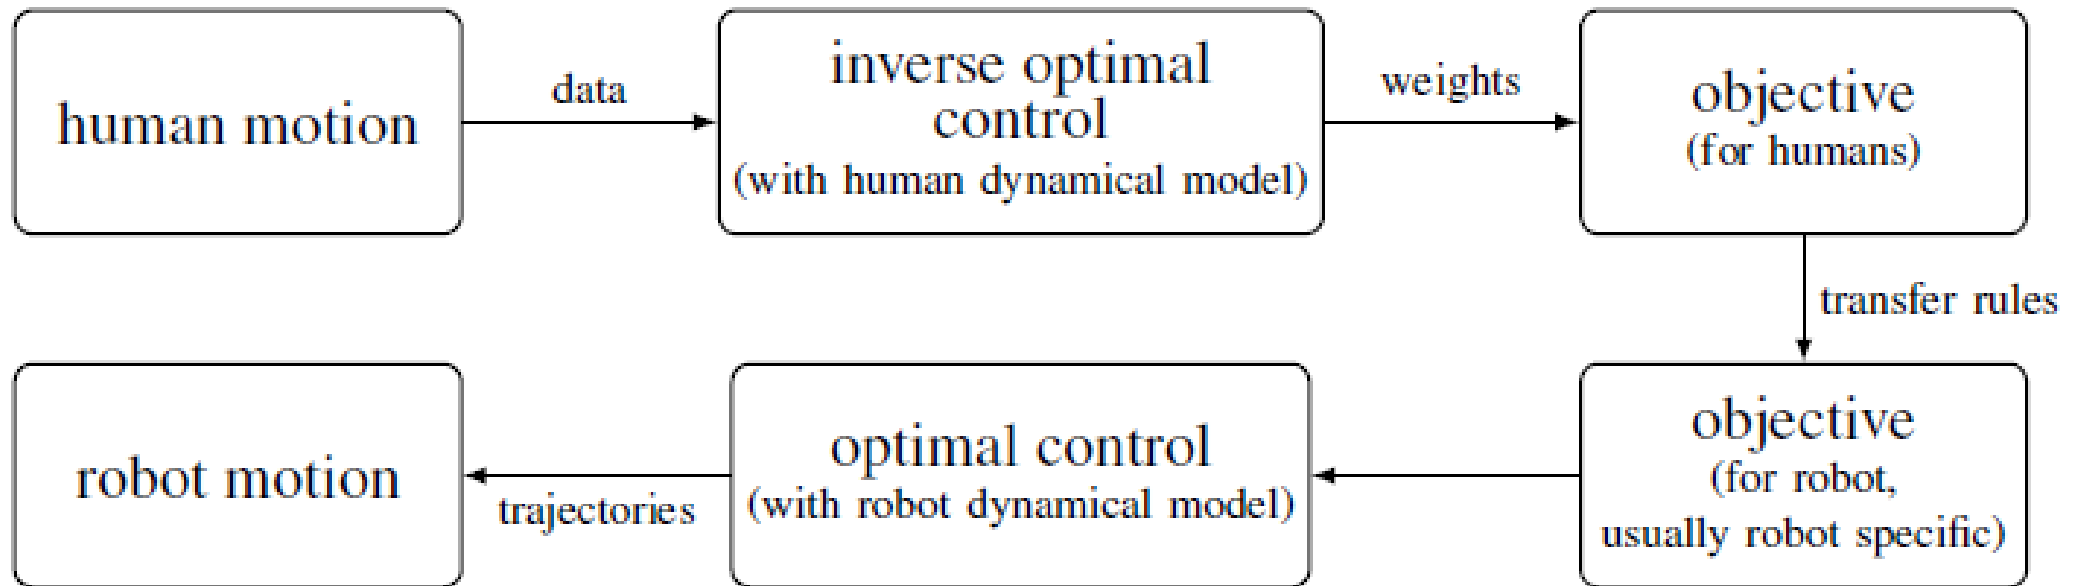 human motion
data
inverse optimal
control
(with human dynamical model)
weights
objective
(for humans)
transfer rules
objective
(for robot,
usually robot specific)
optimal control
(with robot dynamical model)
trajectories
robot motion